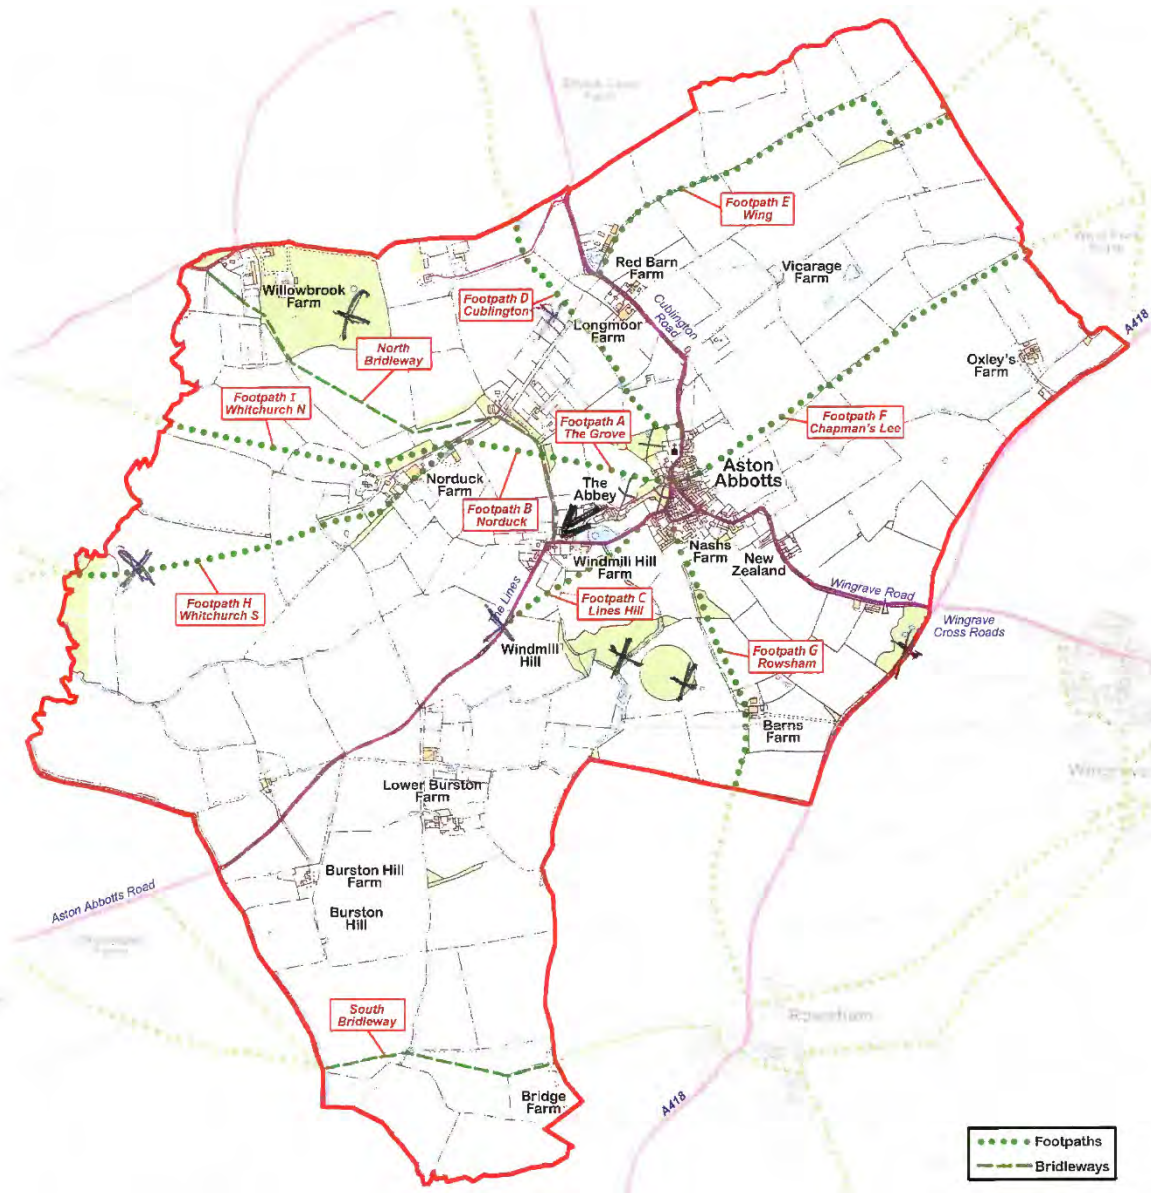 Footpath E
Wing
Red Barn
Farm
Vicarage
Farm
Willowbrook
Farm
Footpath D
Cublington
Cublington
Road
Longmoor
Farm
A418
North
Bridleway
Oxley's
Farm
Footpath I
Whitchurch N
Footpath A
The Grove
Footpath F
Chapman's Lee
Aston
Abbotts
Norduck
Farm
The
Abbey
Footpath B
Norduck
Nashs
Farm
New
Zealand
Windmill Hill
Farm
Footpath H
Whitchurch S
The Lines
Footpath C
Lines Hill
Wingrave Road
Wingrave
Cross Roads
Windmill
Hill
Footpath G
Rowsham
Barns
Farm
Wingrave
Lower Burston
Farm
Burston Hill
Farm
Aston Abbotts Road
Burston
Hill
South
Bridleway
Rowsham
Bridge
Farm
A418
Footpaths
Bridleways